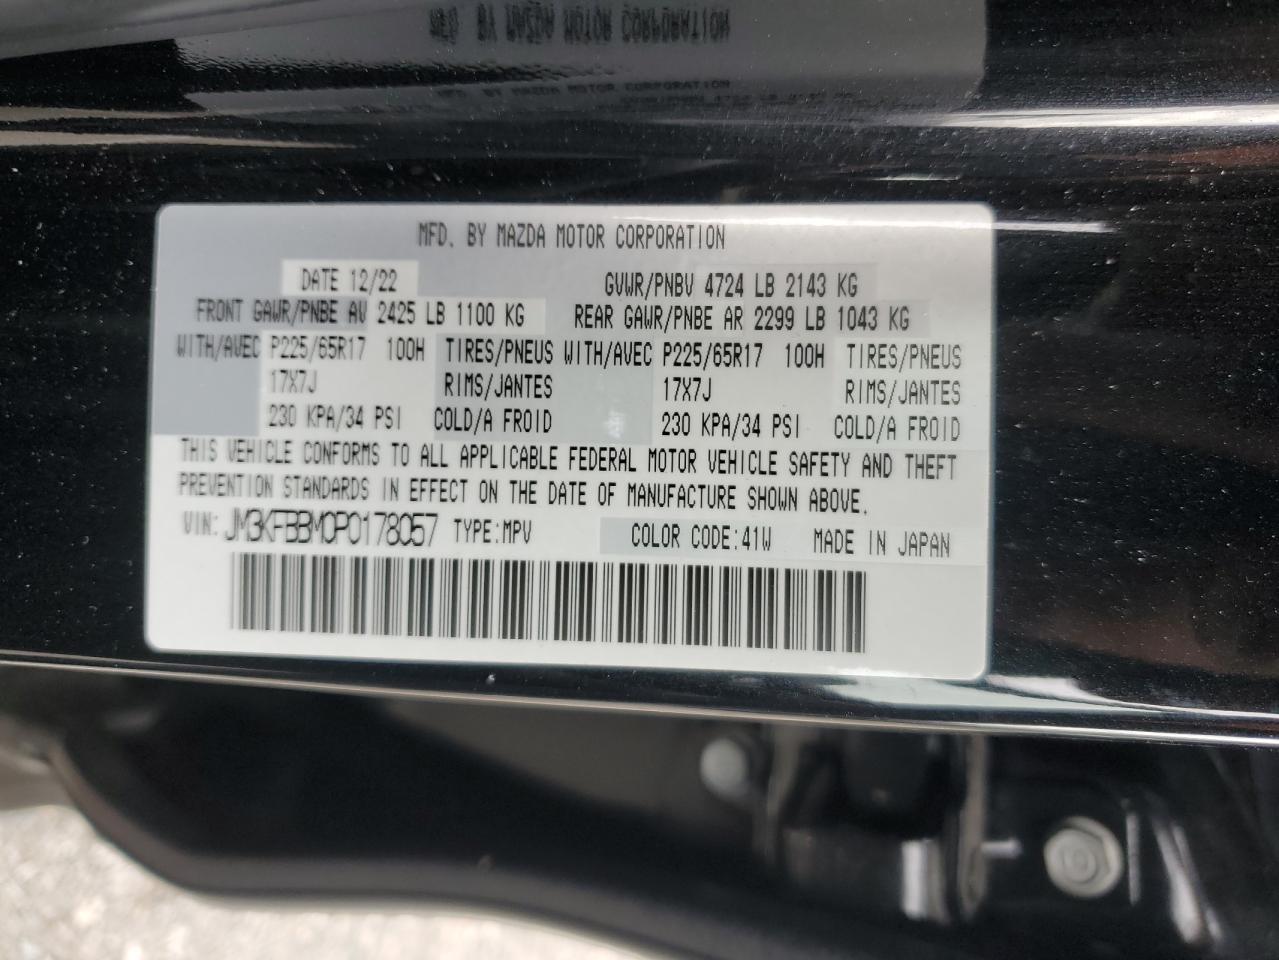 MFD. BY MAZDA MOTOR CORPORATION
DATE 12/22 GVWR/PNBV 4724 LB 2143 KG
FRONT GAWR/PNBE AV 2425 LB 1100 KG REAR GAWR/PNBE AR 2299 LB 1043 KG
WITH/AVEC P225/65R17 100H TIRES/PNEUS WITH/AVEC P225/65R17 100H TIRES/PNEUS
17X7J RIMS/JANTES 17X7J RIMS/JANTES
230 KPA/34 PSI COLD/A FROID 230 KPA/34 PSI COLD/A FROID
THIS VEHICLE CONFORMS TO ALL APPLICABLE FEDERAL MOTOR VEHICLE SAFETY AND THEFT
PREVENTION STANDARDS IN EFFECT ON THE DATE OF MANUFACTURE SHOWN ABOVE.
VIN: JM3KFBBM0P0178057 TYPE:MPV COLOR CODE:41W MADE IN JAPAN
10